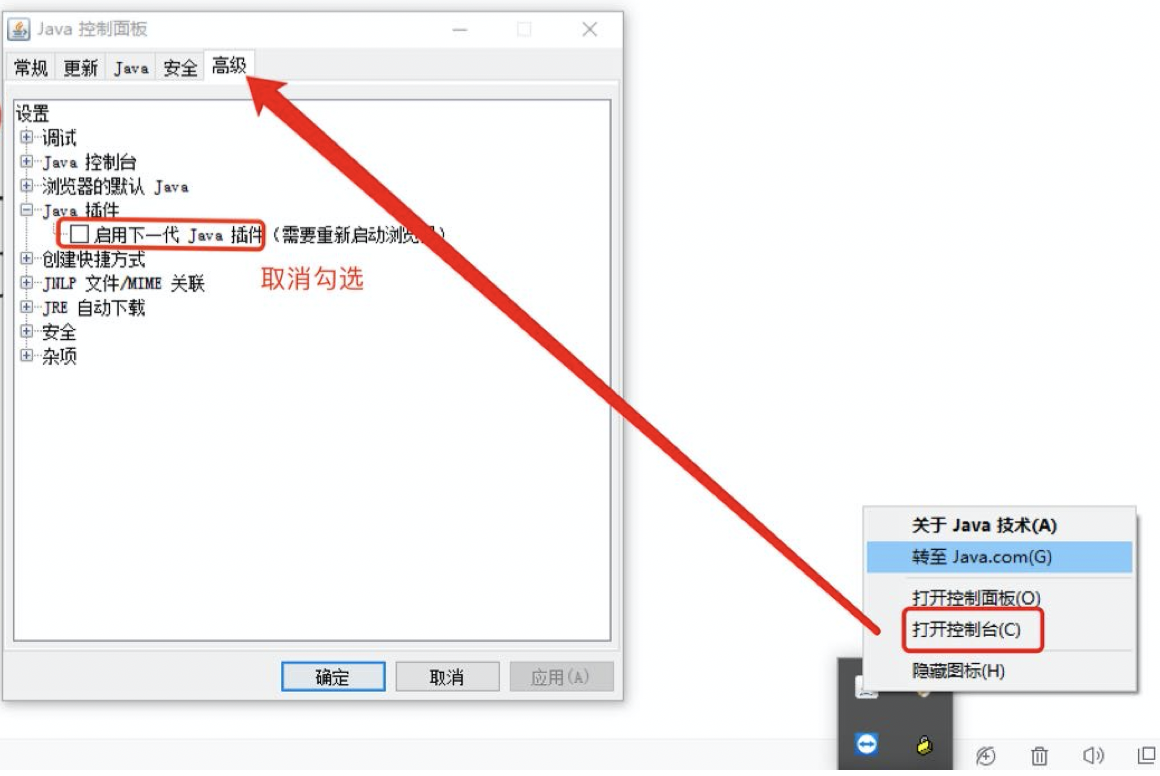 Java 控制面板
常规 更新 Java 安全 高级
设置
调试
Java 控制台
浏览器的默认 Java
Java 插件
启用下一代 Java 插件 (需要重新启动浏览器)
创建快捷方式
取消勾选
JNLP 文件/MIME 关联
JRE 自动下载
安全
杂项
确定 取消 应用(A)
关于 Java 技术(A)
转至 Java.com(G)
打开控制面板(O)
打开控制台(C)
隐藏图标(H)